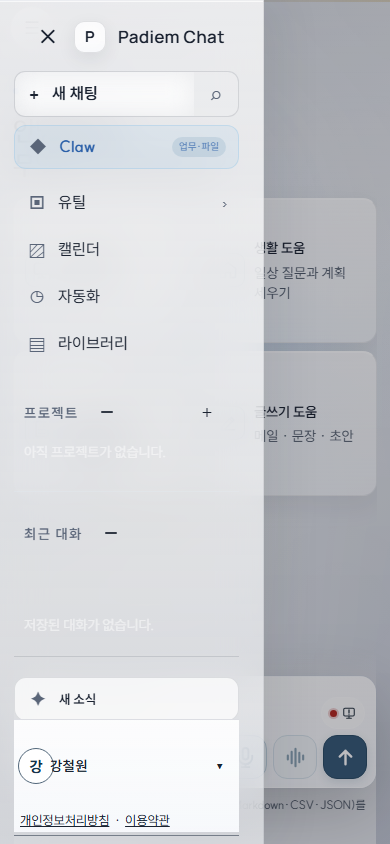 P Padiem Chat
+ 새 채팅
Claw 업무·파일
유틸
캘린더
자동화
라이브러리
프로젝트
아직 프로젝트가 없습니다.
최근 대화
저장된 대화가 없습니다.
새 소식
강 강철원
개인정보처리방침 · 이용약관
생활 도움
일상 질문과 계획
세우기
글쓰기 도움
메일 · 문장 · 초안
kdown·CSV·JSON)를